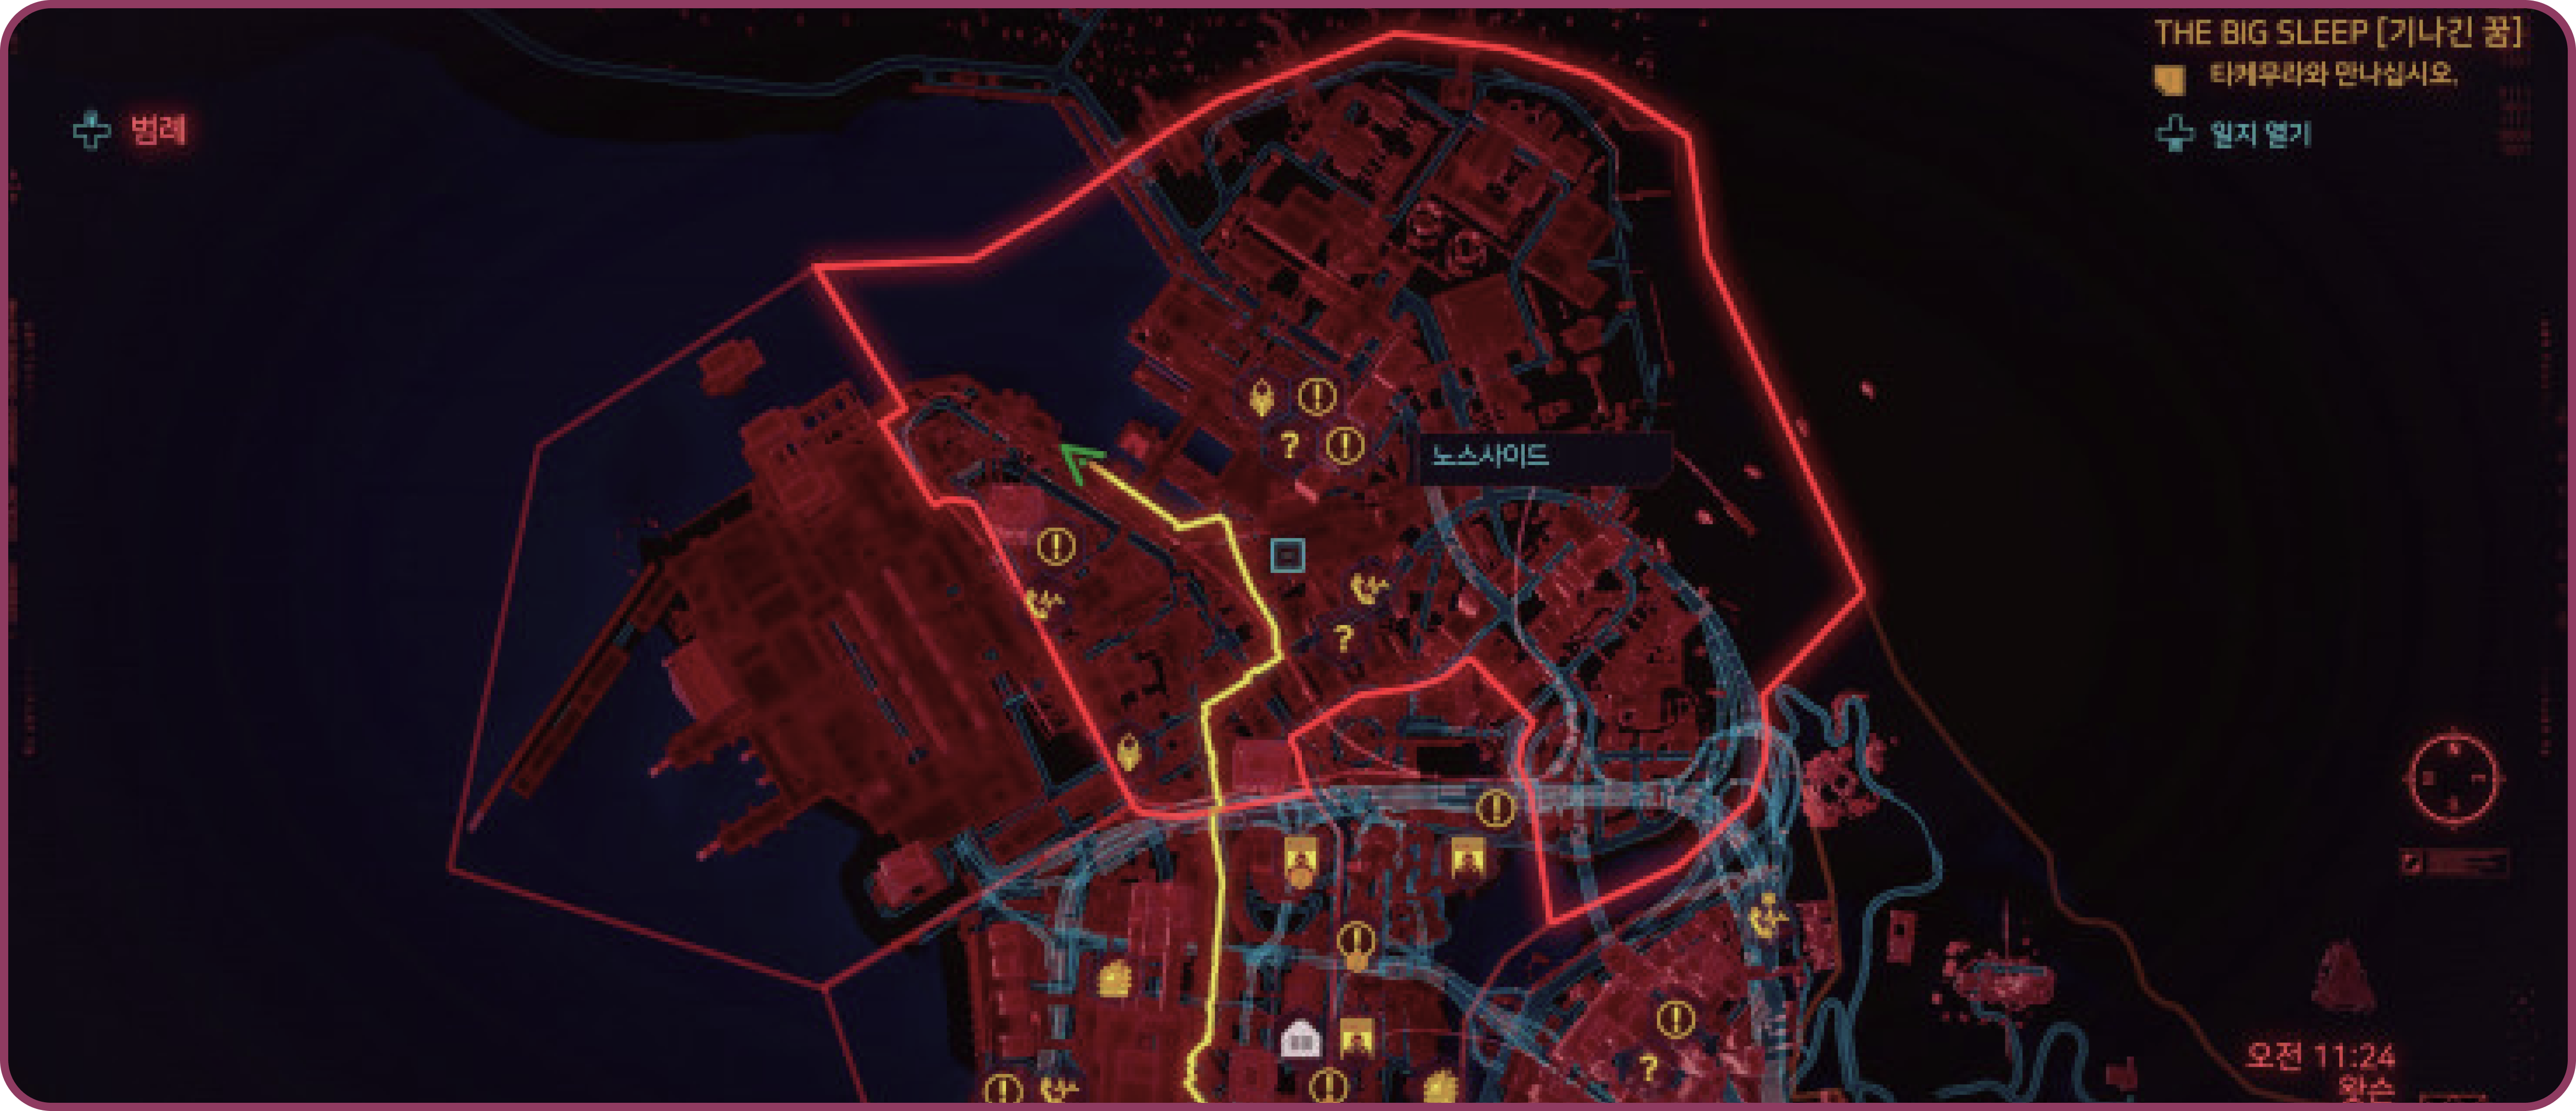 THE BIG SLEEP [기나긴 꿈]
타케무라와 만나십시오.
범례
일지 열기
노스사이드
오전 11:24
왓슨